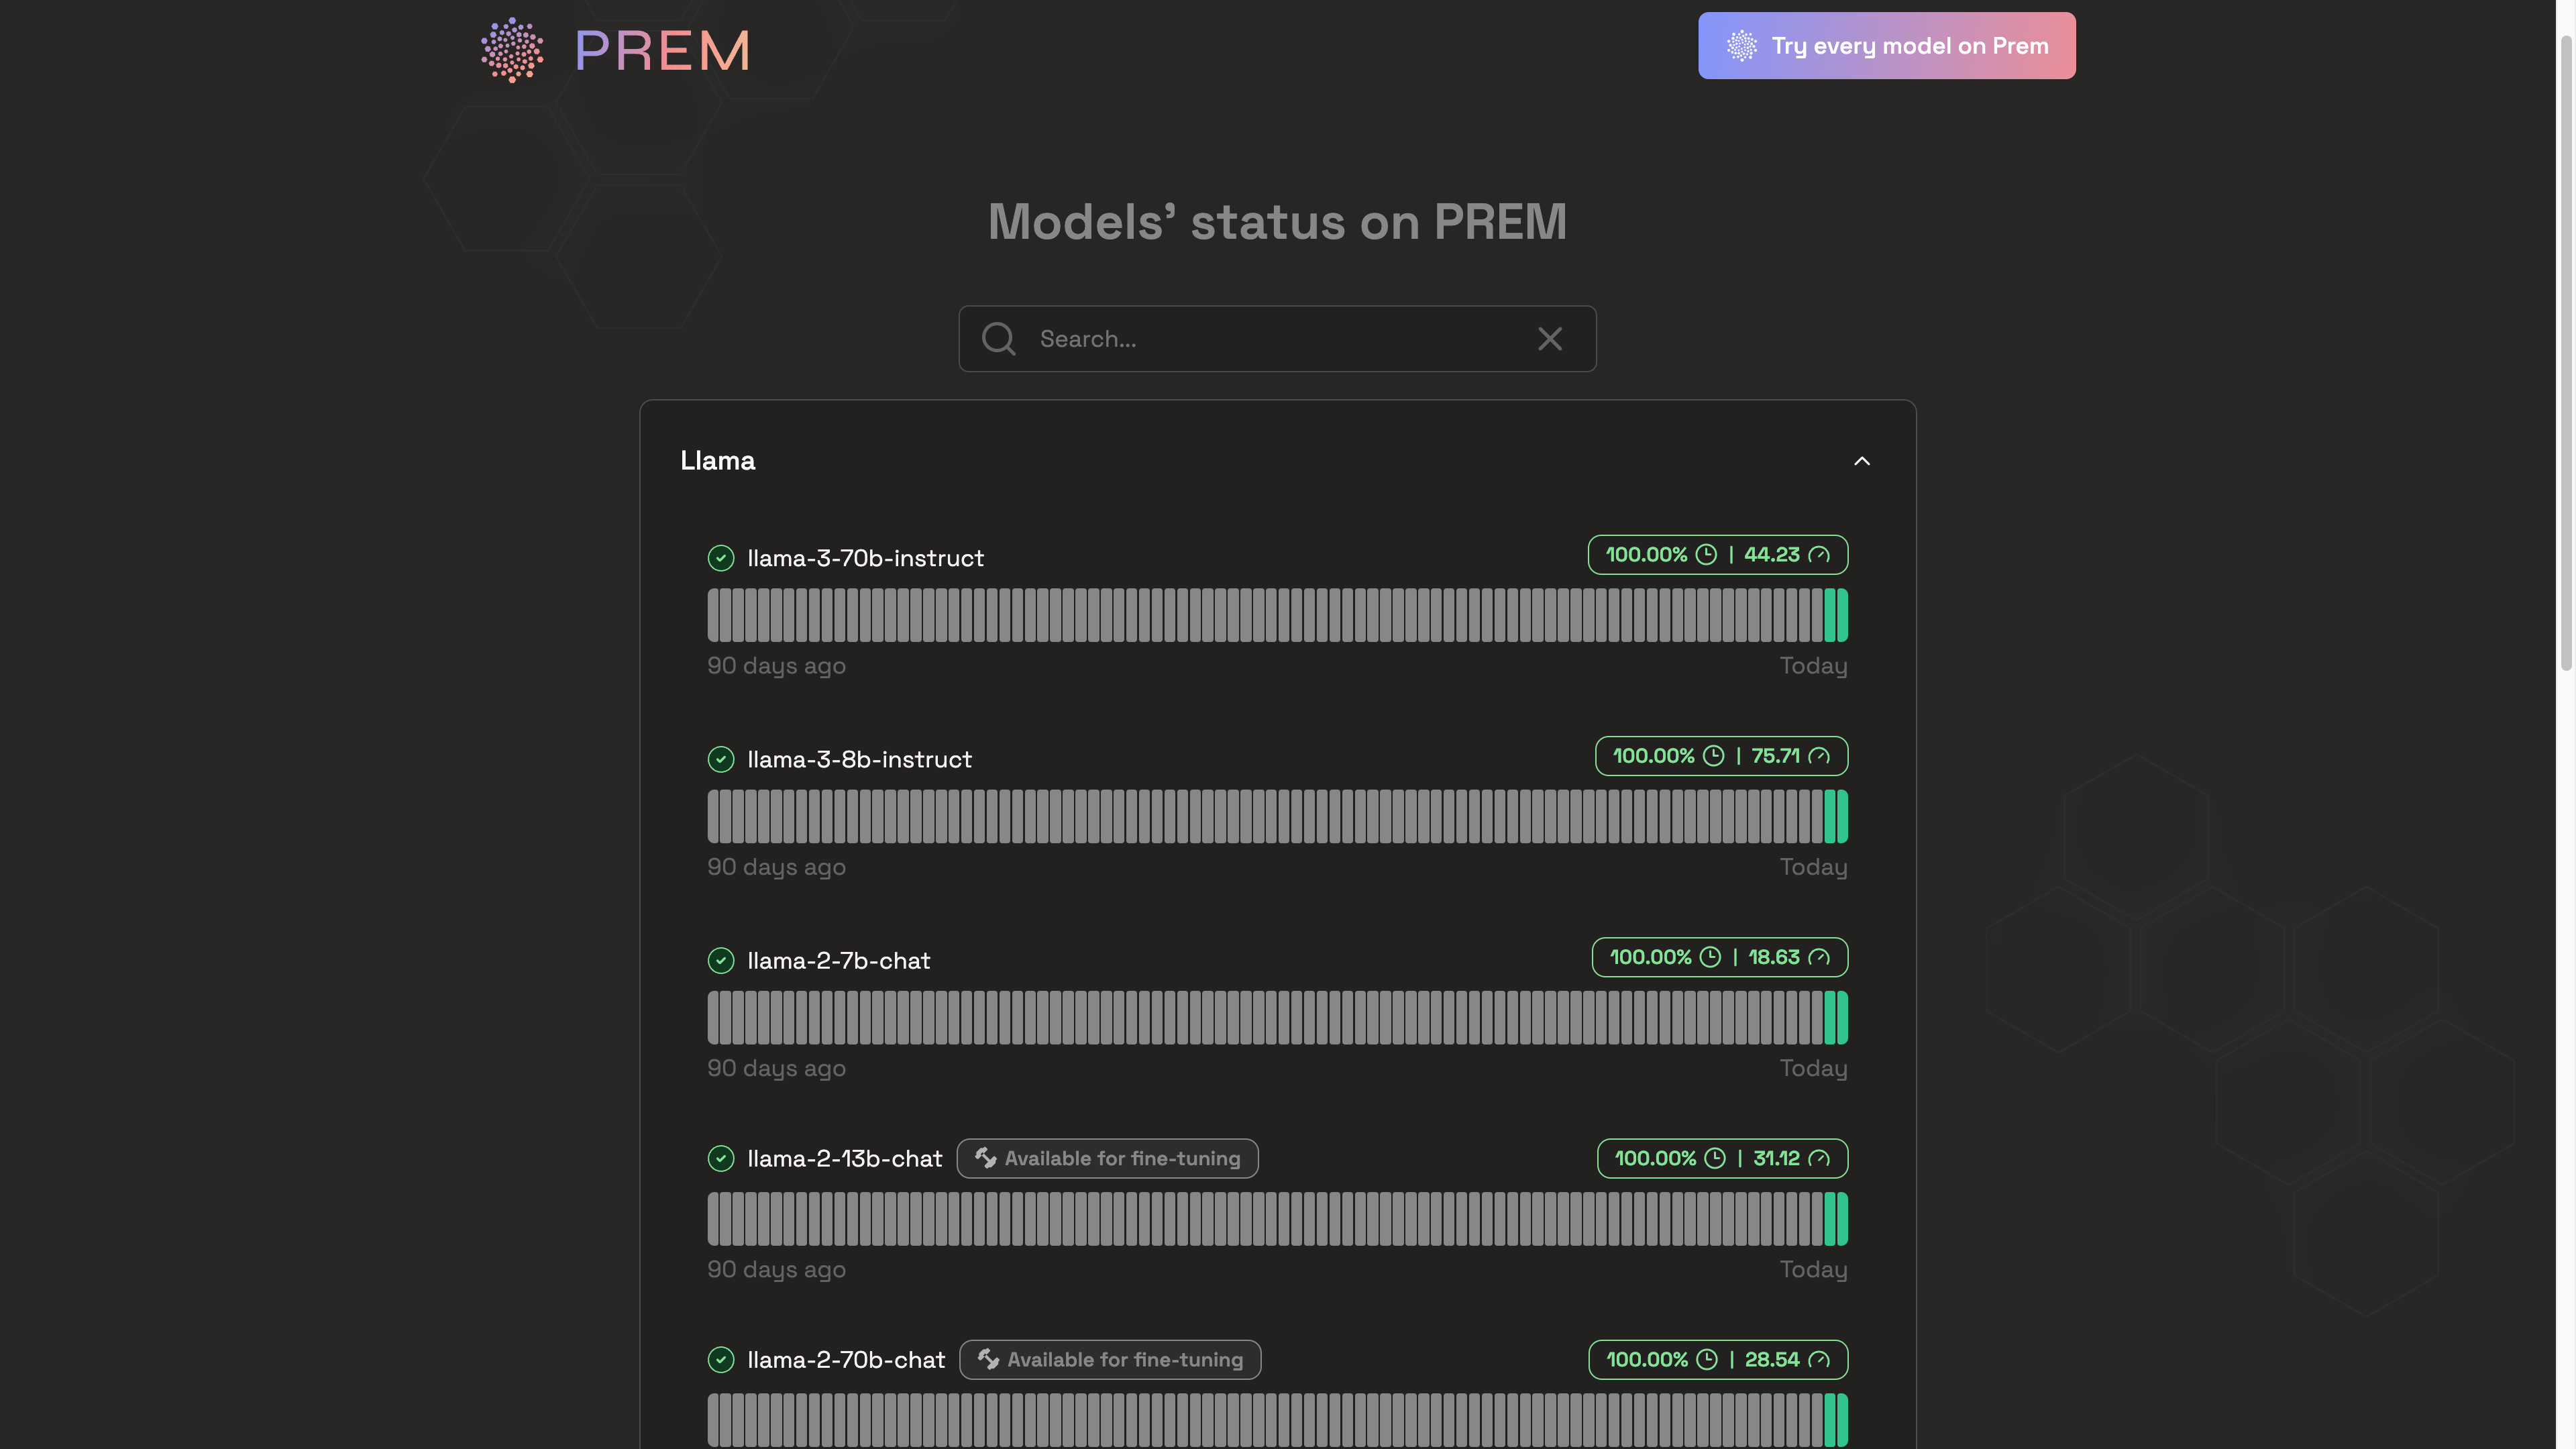 PREM
Try every model on Prem
Models’ status on PREM
Search...
Llama
llama-3-70b-instruct
100.00% | 44.23
90 days ago Today
llama-3-8b-instruct
100.00% | 75.71
90 days ago Today
llama-2-7b-chat
100.00% | 18.63
90 days ago Today
llama-2-13b-chat Available for fine-tuning
100.00% | 31.12
90 days ago Today
llama-2-70b-chat Available for fine-tuning
100.00% | 28.54